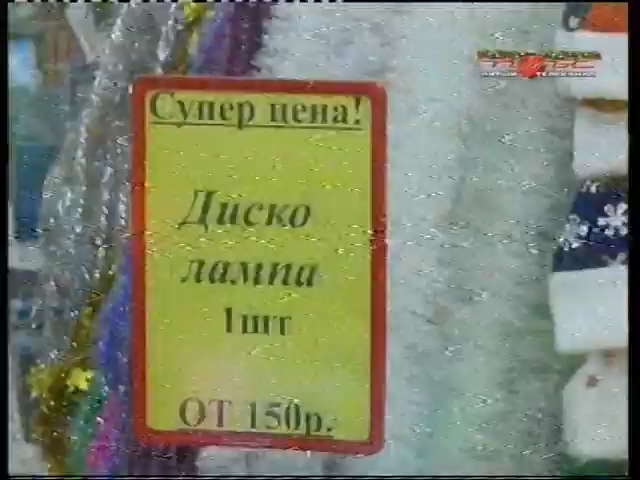 Супер цена!
Диско
лампа
1шт
ОТ 150р.